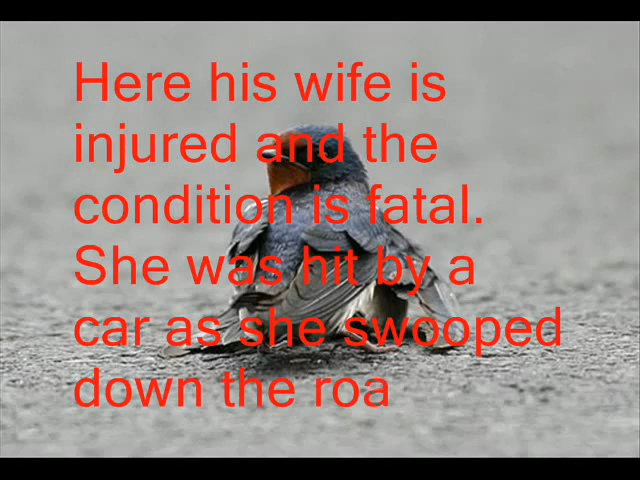 Here his wife is
injured and the
condition is fatal.
She was hit by a
car as she swooped
down the roa